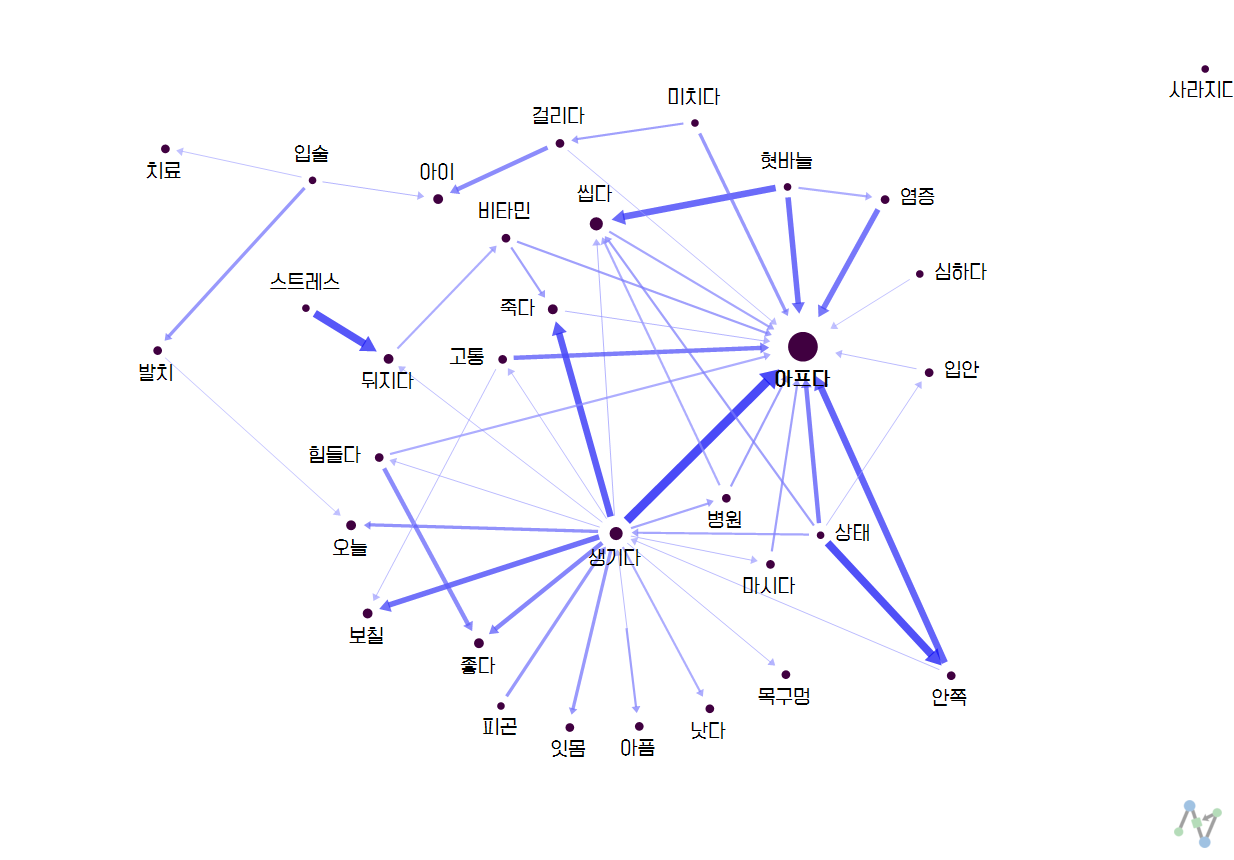 사라지다
미치다
걸리다
입술
혓바늘
치료
아이
씹다
염증
비타민
심하다
스트레스
죽다
고통
입안
발치
뒤지다
아프다
힘들다
병원
상태
오늘
생기다
마시다
보칠
좋다
목구멍
안쪽
피곤
잇몸
아픔
낫다